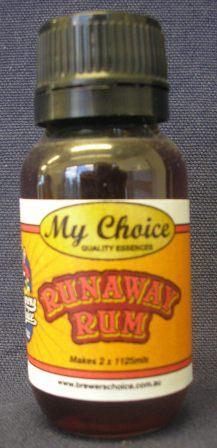 My Choice
QUALITY ESSENCES
RUNAWAY
RUM
Makes 2 x 1125mls
www.brewerschoice.com.au